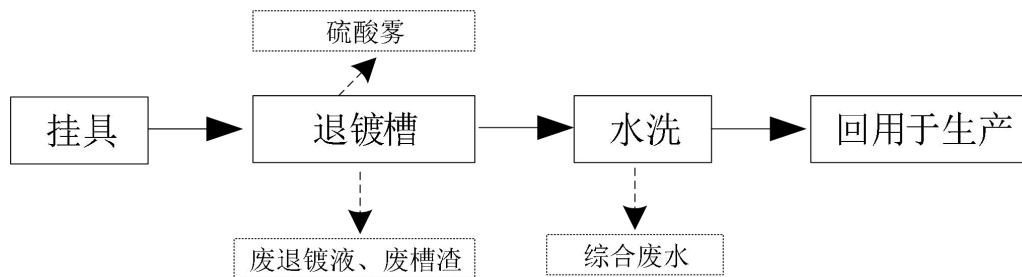 硫酸雾
挂具
退镀槽
水洗
回用于生产
废退镀液、废槽渣
综合废水